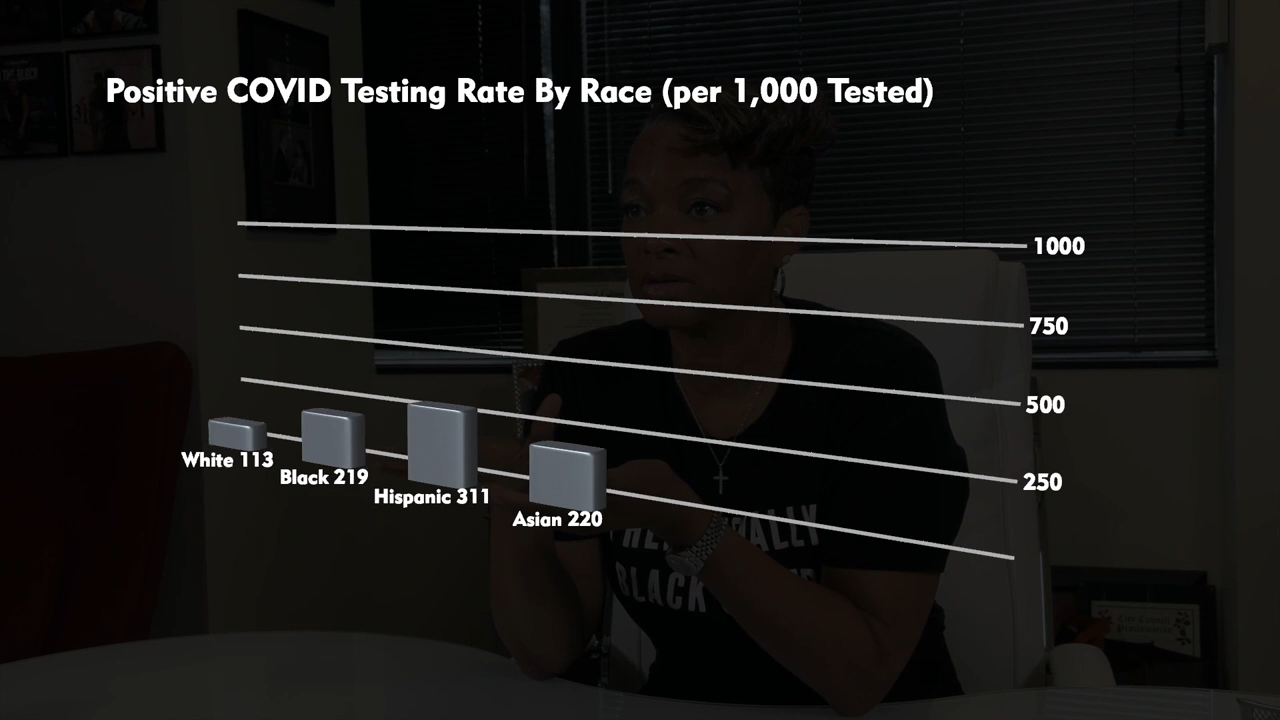 Positive COVID Testing Rate By Race (per 1,000 Tested)
1000
750
500
250
White 113
Black 219
Hispanic 311
Asian 220
BLACK